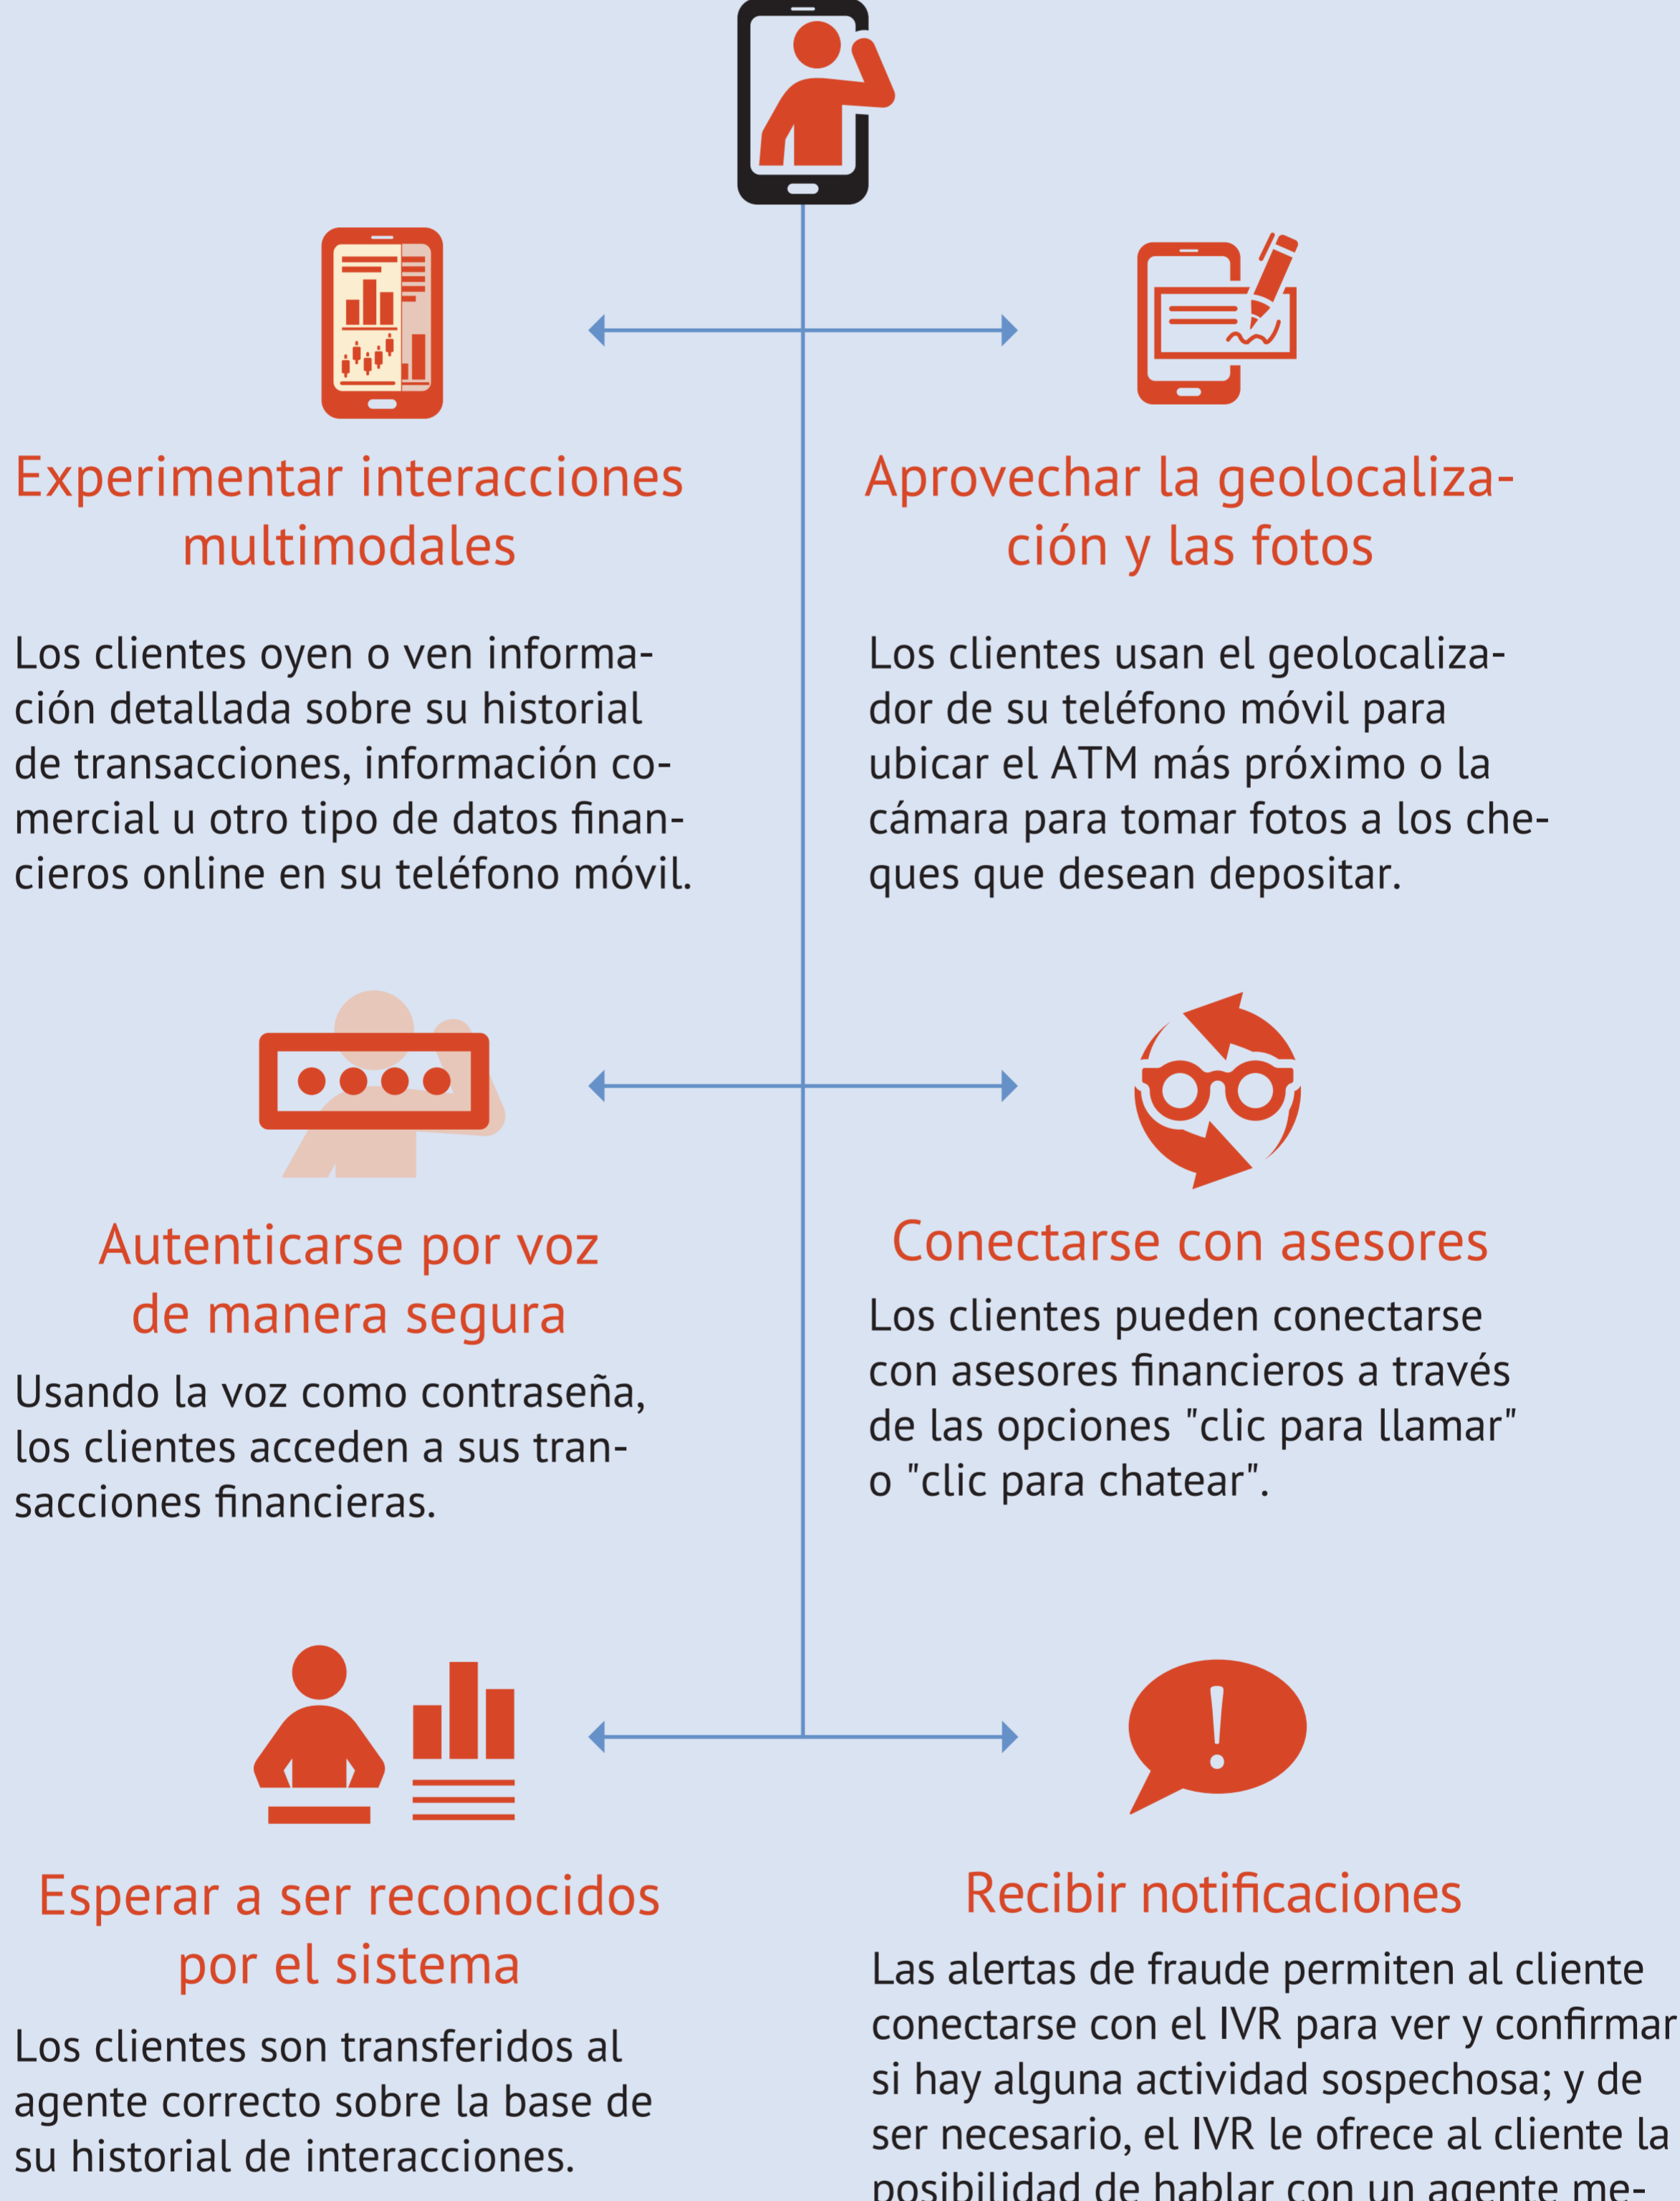 Experimentar interacciones
multimodales
Los clientes oyen o ven informa-
ción detallada sobre su historial
de transacciones, información co-
mercial u otro tipo de datos finan-
cieros online en su teléfono móvil.
Aprovechar la geolocaliza-
ción y las fotos
Los clientes usan el geolocaliza-
dor de su teléfono móvil para
ubicar el ATM más próximo o la
cámara para tomar fotos a los che-
ques que desean depositar.
Autenticarse por voz
de manera segura
Usando la voz como contraseña,
los clientes acceden a sus tran-
sacciones financieras.
Conectarse con asesores
Los clientes pueden conectarse
con asesores financieros a través
de las opciones "clic para llamar"
o "clic para chatear".
Esperar a ser reconocidos
por el sistema
Los clientes son transferidos al
agente correcto sobre la base de
su historial de interacciones.
Recibir notificaciones
Las alertas de fraude permiten al cliente
conectarse con el IVR para ver y confirmar
si hay alguna actividad sospechosa; y de
ser necesario, el IVR le ofrece al cliente la
posibilidad de hablar con un agente me-